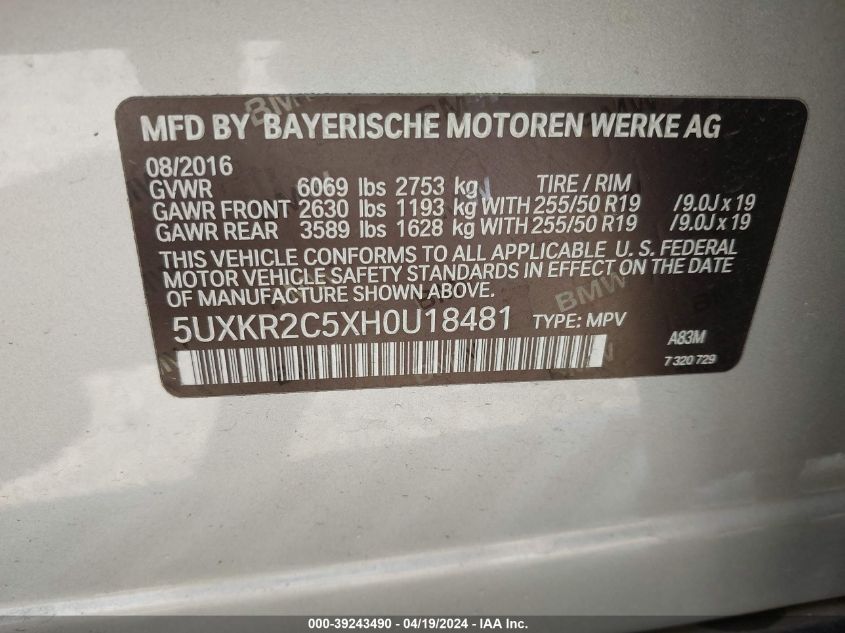 MFD BY BAYERISCHE MOTOREN WERKE AG
08/2016
GVWR 6069 lbs 2753 kg TIRE / RIM
GAWR FRONT 2630 lbs 1193 kg WITH 255/50 R19 /9.0J x 19
GAWR REAR 3589 lbs 1628 kg WITH 255/50 R19 /9.0J x 19
THIS VEHICLE CONFORMS TO ALL APPLICABLE U. S. FEDERAL
MOTOR VEHICLE SAFETY STANDARDS IN EFFECT ON THE DATE
OF MANUFACTURE SHOWN ABOVE.
5UXKR2C5XH0U18481 TYPE: MPV A83M
7 320 729
000-39243490 - 04/19/2024 - IAA Inc.